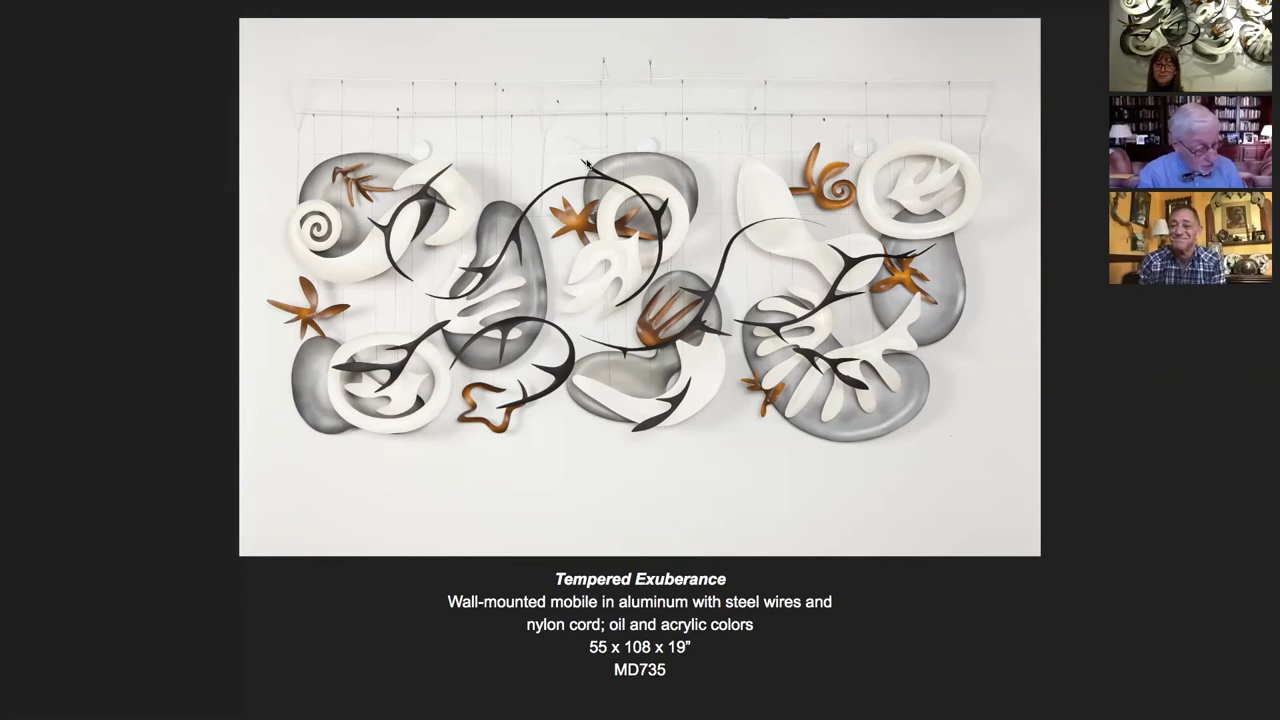 Tempered Exuberance
Wall-mounted mobile in aluminum with steel wires and
nylon cord; oil and acrylic colors
55 x 108 x 19”
MD735